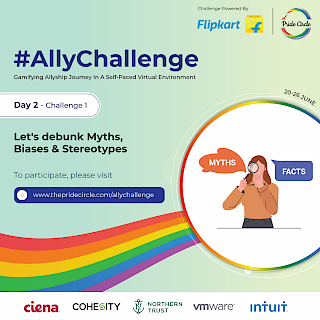 Challenge Powered By
Flipkart
Pride Circle
#AllyChallenge
Gamifying Allyship Journey In A Self-Paced Virtual Environment
20-26 JUNE
Day 2 - Challenge 1
Let's debunk Myths,
Biases & Stereotypes
MYTHS
FACTS
To participate, please visit
www.thepridecircle.com/allychallenge
ciena.
COHESITY
NORTHERN
TRUST
vmware
intuit